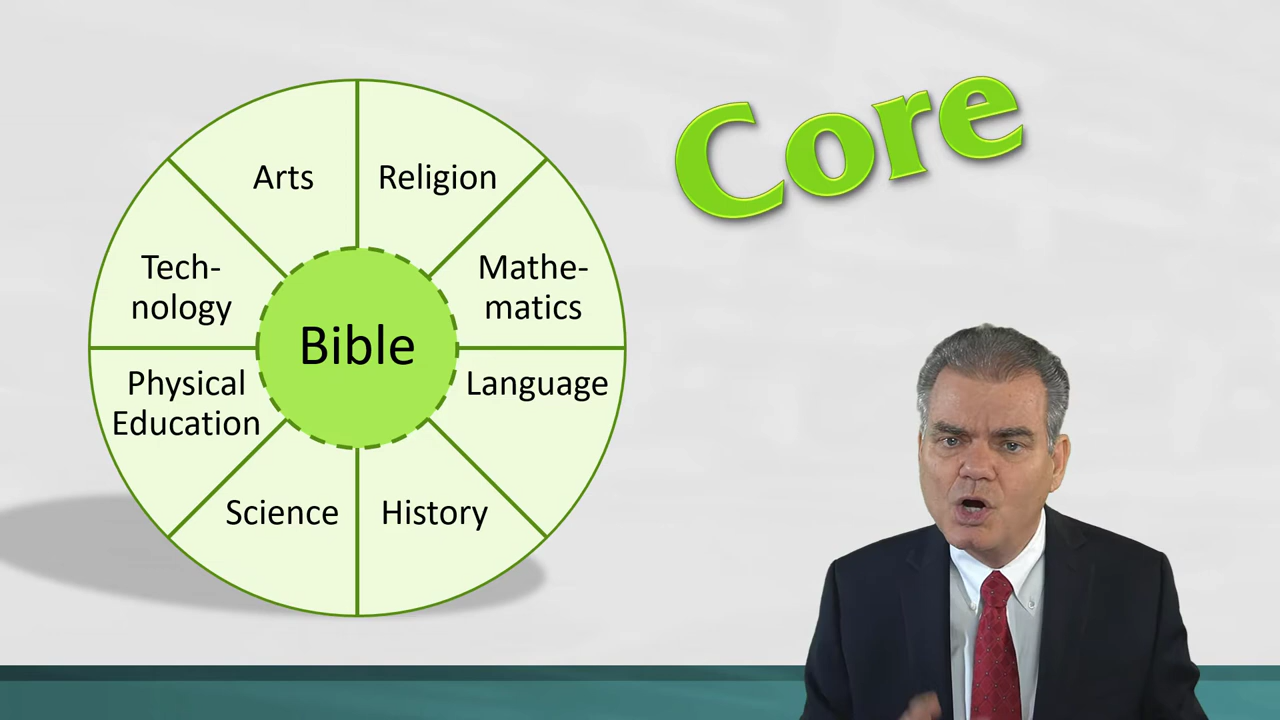 Core
Arts
Religion
Tech-
nology
Mathe-
matics
Bible
Physical
Education
Language
Science
History